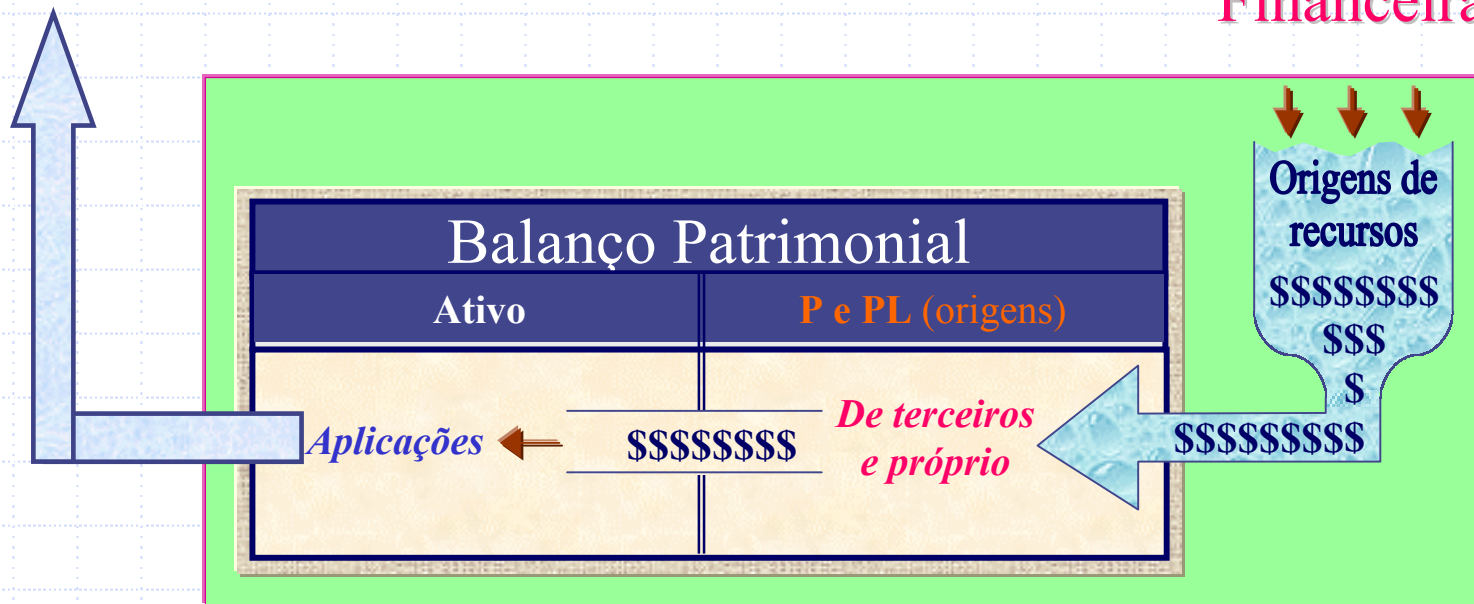 Financeira
Origens de
recursos
$$$$$$$$
$$$
$
$$$$$$$$$
Balanço Patrimonial
Ativo
P e PL (origens)
De terceiros
e próprio
$$$$$$$$
Aplicações